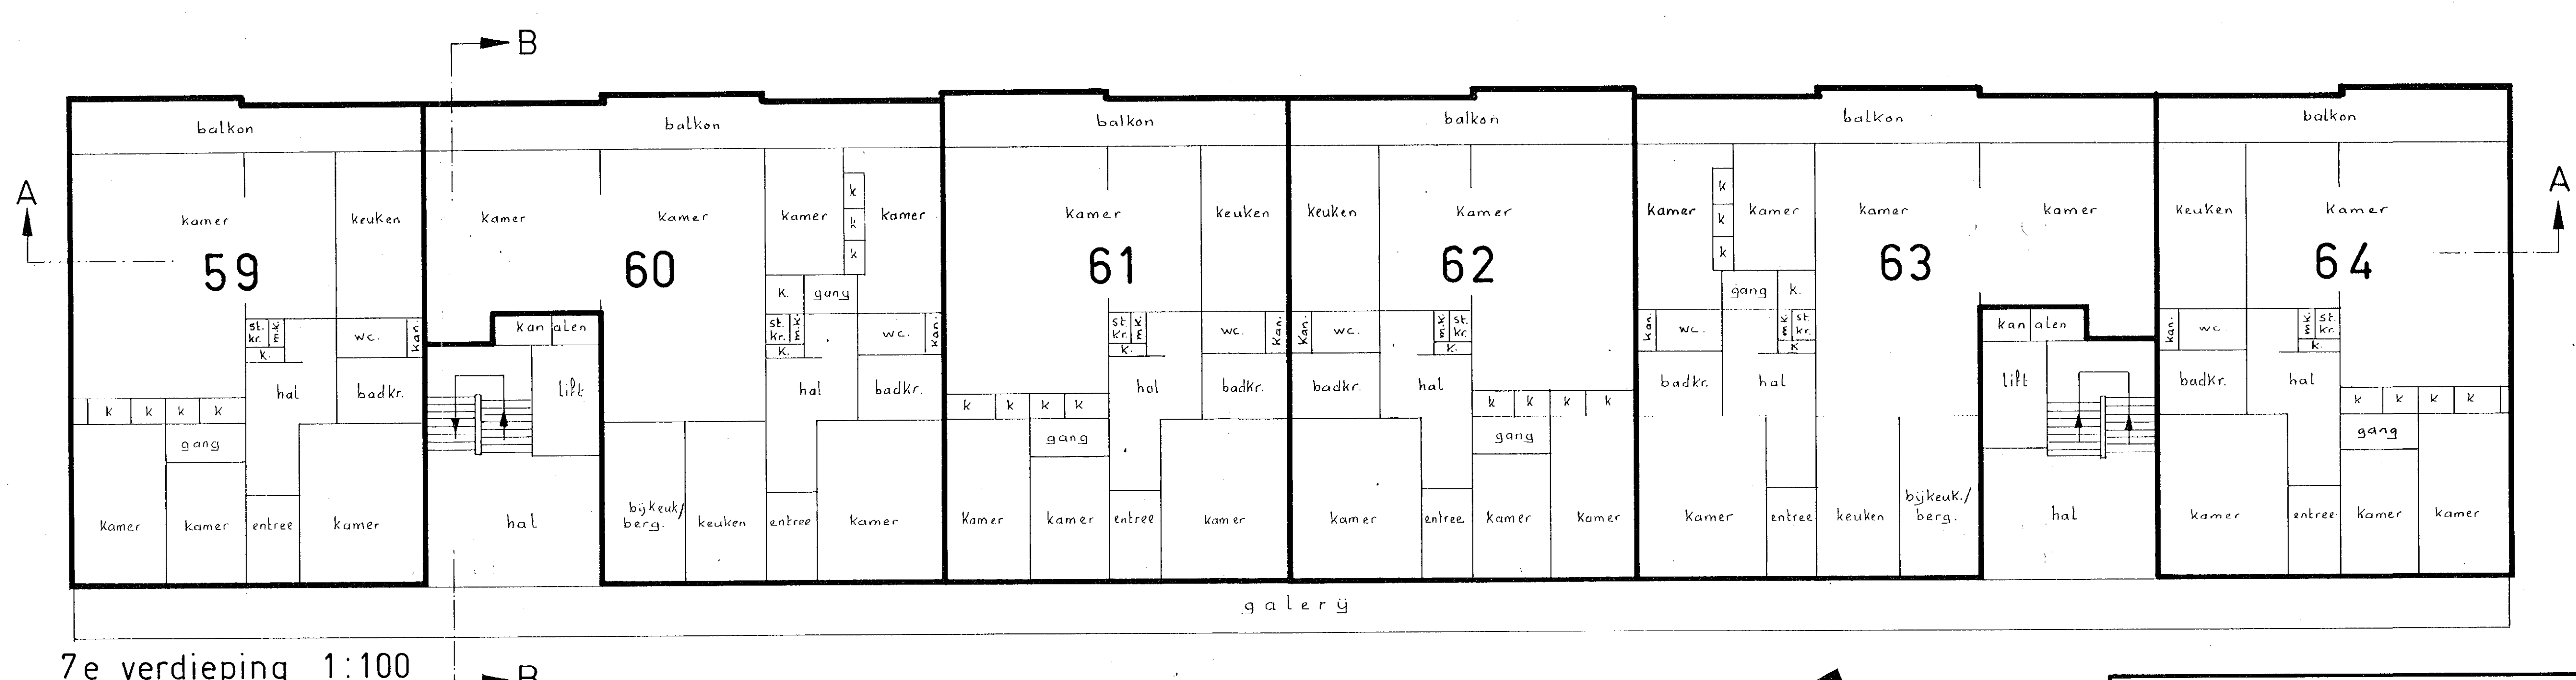 B
balkon balkon balkon balkon balkon balkon
A A
kamer keuken kamer kamer kamer k k k kamer kamer keuken keuken kamer kamer k k k kamer kamer kamer keuken kamer
59 60 61 62 63 64
k. gang gang k.
kan alen kan alen
st. kr. m.k. k. wc. kan. st. kr. m.k. k. wc. kan. st. kr. m.k. k. wc. kan. kan. wc. m.k. st. kr. k. kan. wc. m.k. st. kr. k kan. wc. m.k. st. kr. k.
hal badkr. lift hal badkr. hal badkr. badkr. hal badkr. hal lift badkr. hal
k k k k k k k k k k k k k k k k
gang gang gang gang
kamer kamer entree kamer hal bijkeuk/ berg. keuken entree kamer kamer kamer entree kamer kamer entree kamer kamer kamer entree keuken bijkeuk./ berg. hal kamer entree kamer kamer
galerij
7e verdieping 1:100
B